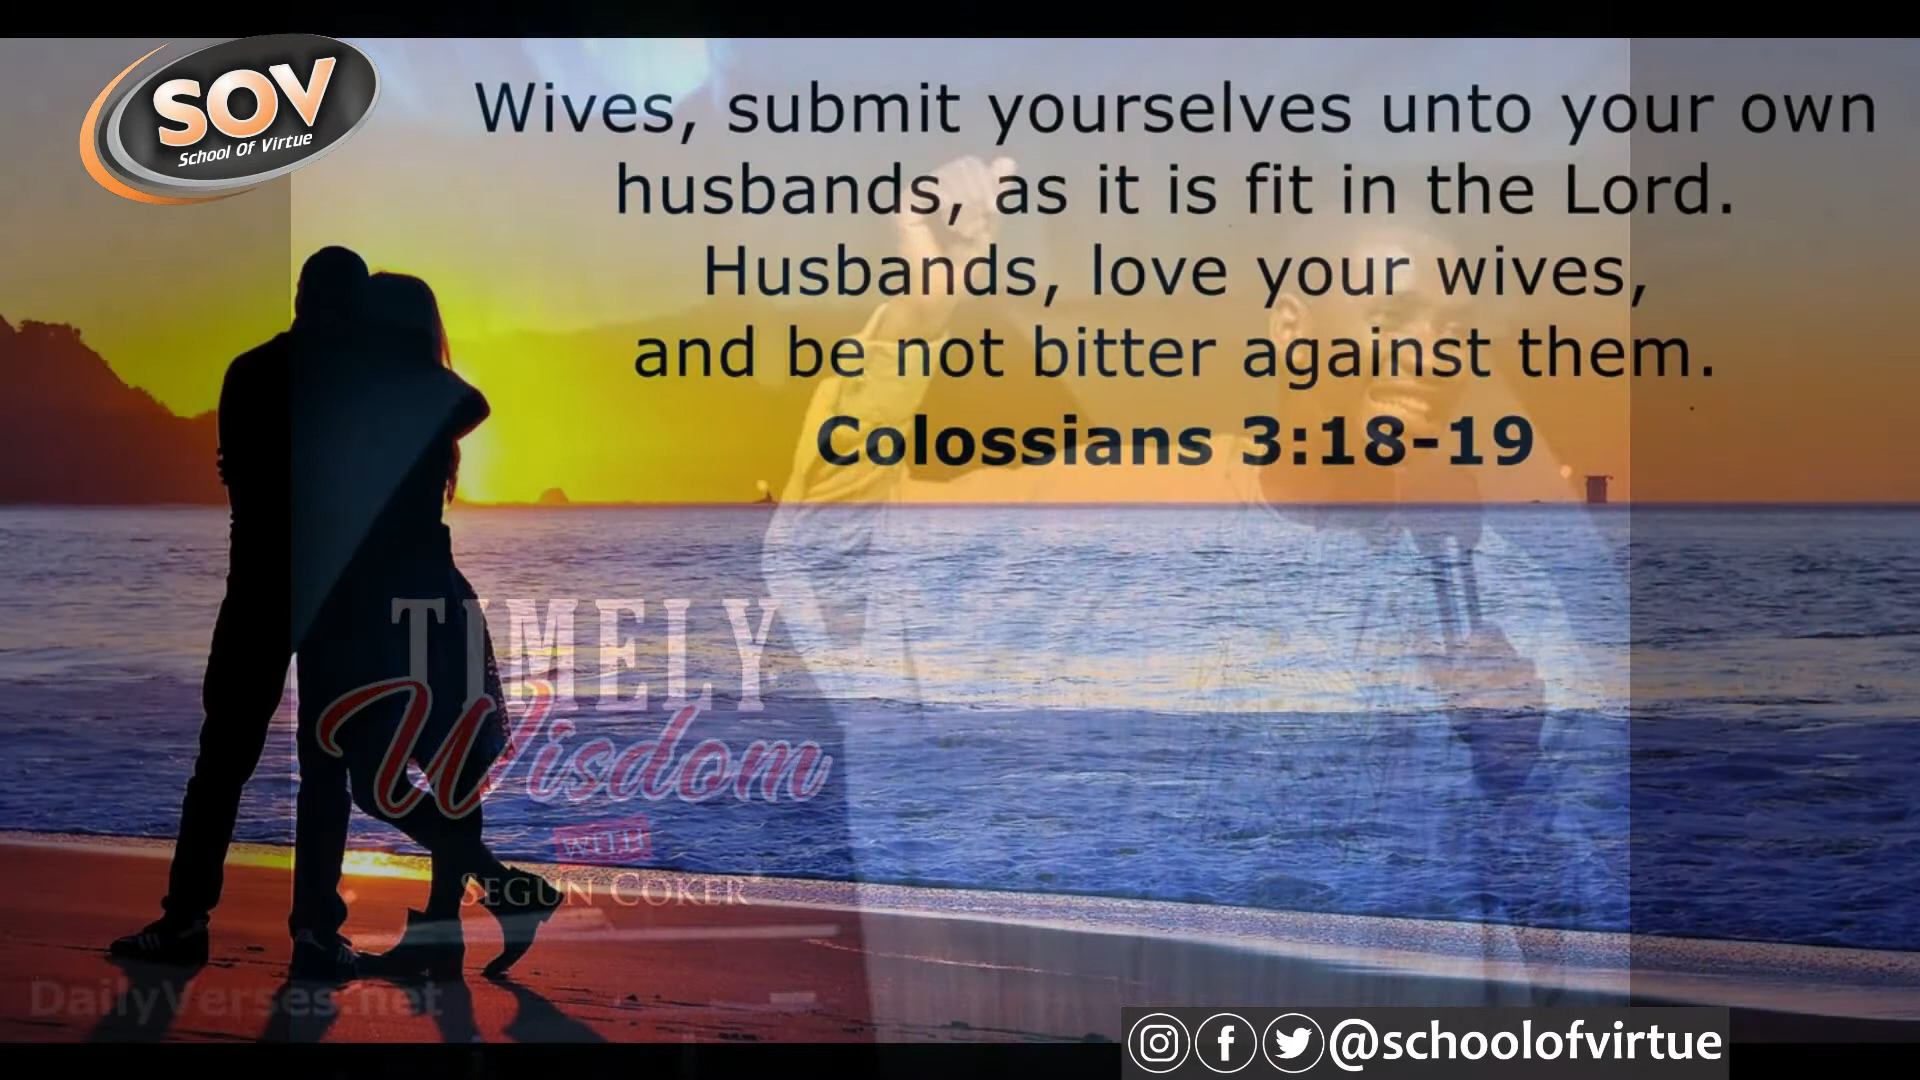 SOV
School Of Virtue
Wives, submit yourselves unto your own
husbands, as it is fit in the Lord.
Husbands, love your wives,
and be not bitter against them.
Colossians 3:18-19
TIMELY
Wisdom
WITH
SEGUN COKER
DailyVerses.net
@schoolofvirtue